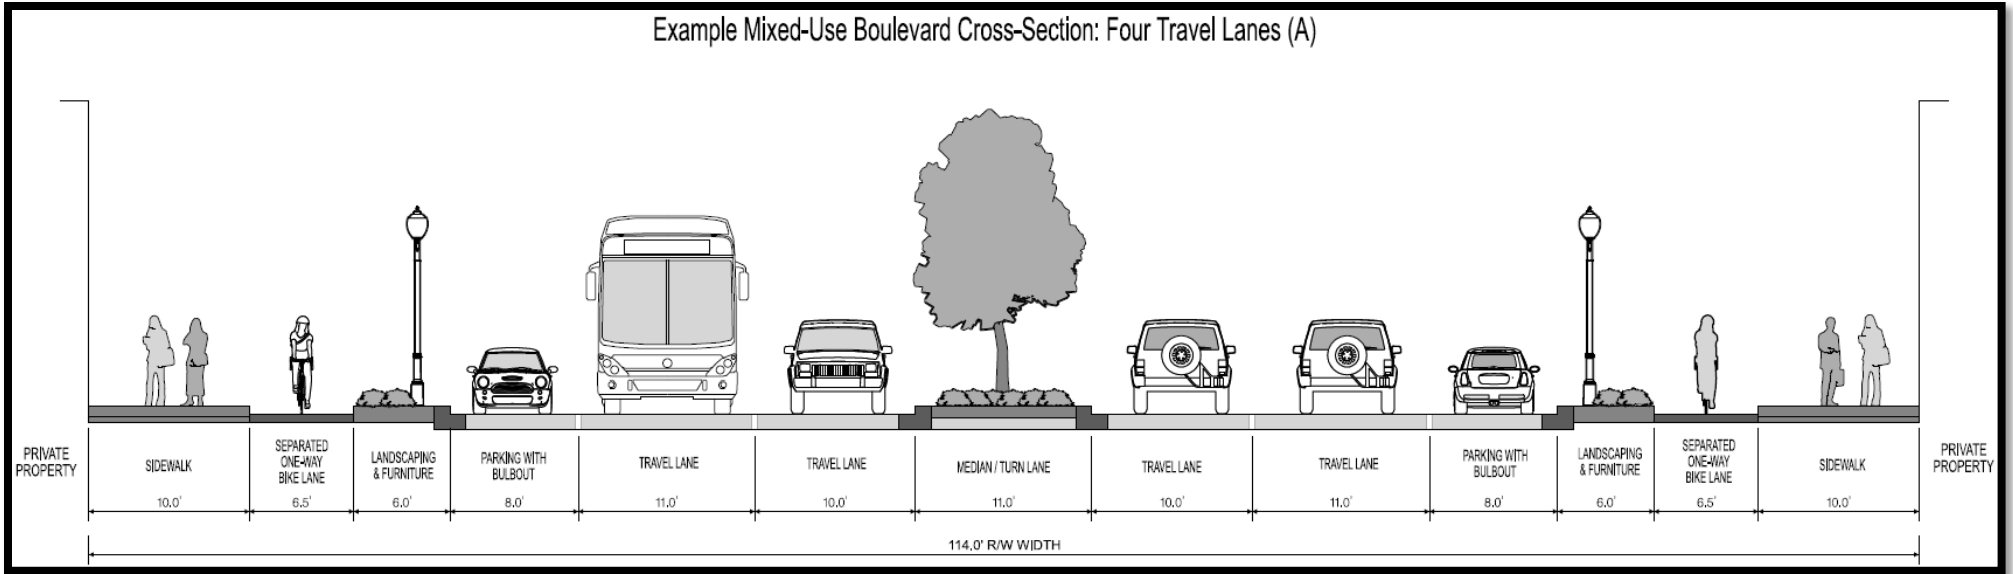 Example Mixed-Use Boulevard Cross-Section: Four Travel Lanes (A)
PRIVATE
PROPERTY
SIDEWALK
10.0'
SEPARATED
ONE-WAY
BIKE LANE
6.5'
LANDSCAPING
& FURNITURE
6.0'
PARKING WITH
BULBOUT
8.0'
TRAVEL LANE
11.0'
TRAVEL LANE
10.0'
MEDIAN / TURN LANE
11.0'
TRAVEL LANE
10.0'
TRAVEL LANE
11.0'
PARKING WITH
BULBOUT
8.0'
LANDSCAPING
& FURNITURE
6.0'
SEPARATED
ONE-WAY
BIKE LANE
6.5'
SIDEWALK
10.0'
PRIVATE
PROPERTY
114.0' R/W WIDTH